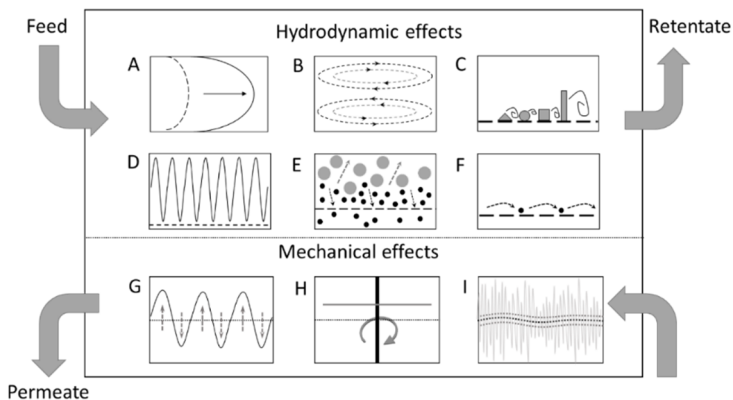 Feed
Hydrodynamic effects
Retentate
A
B
C
D
E
F
Mechanical effects
G
H
I
Permeate